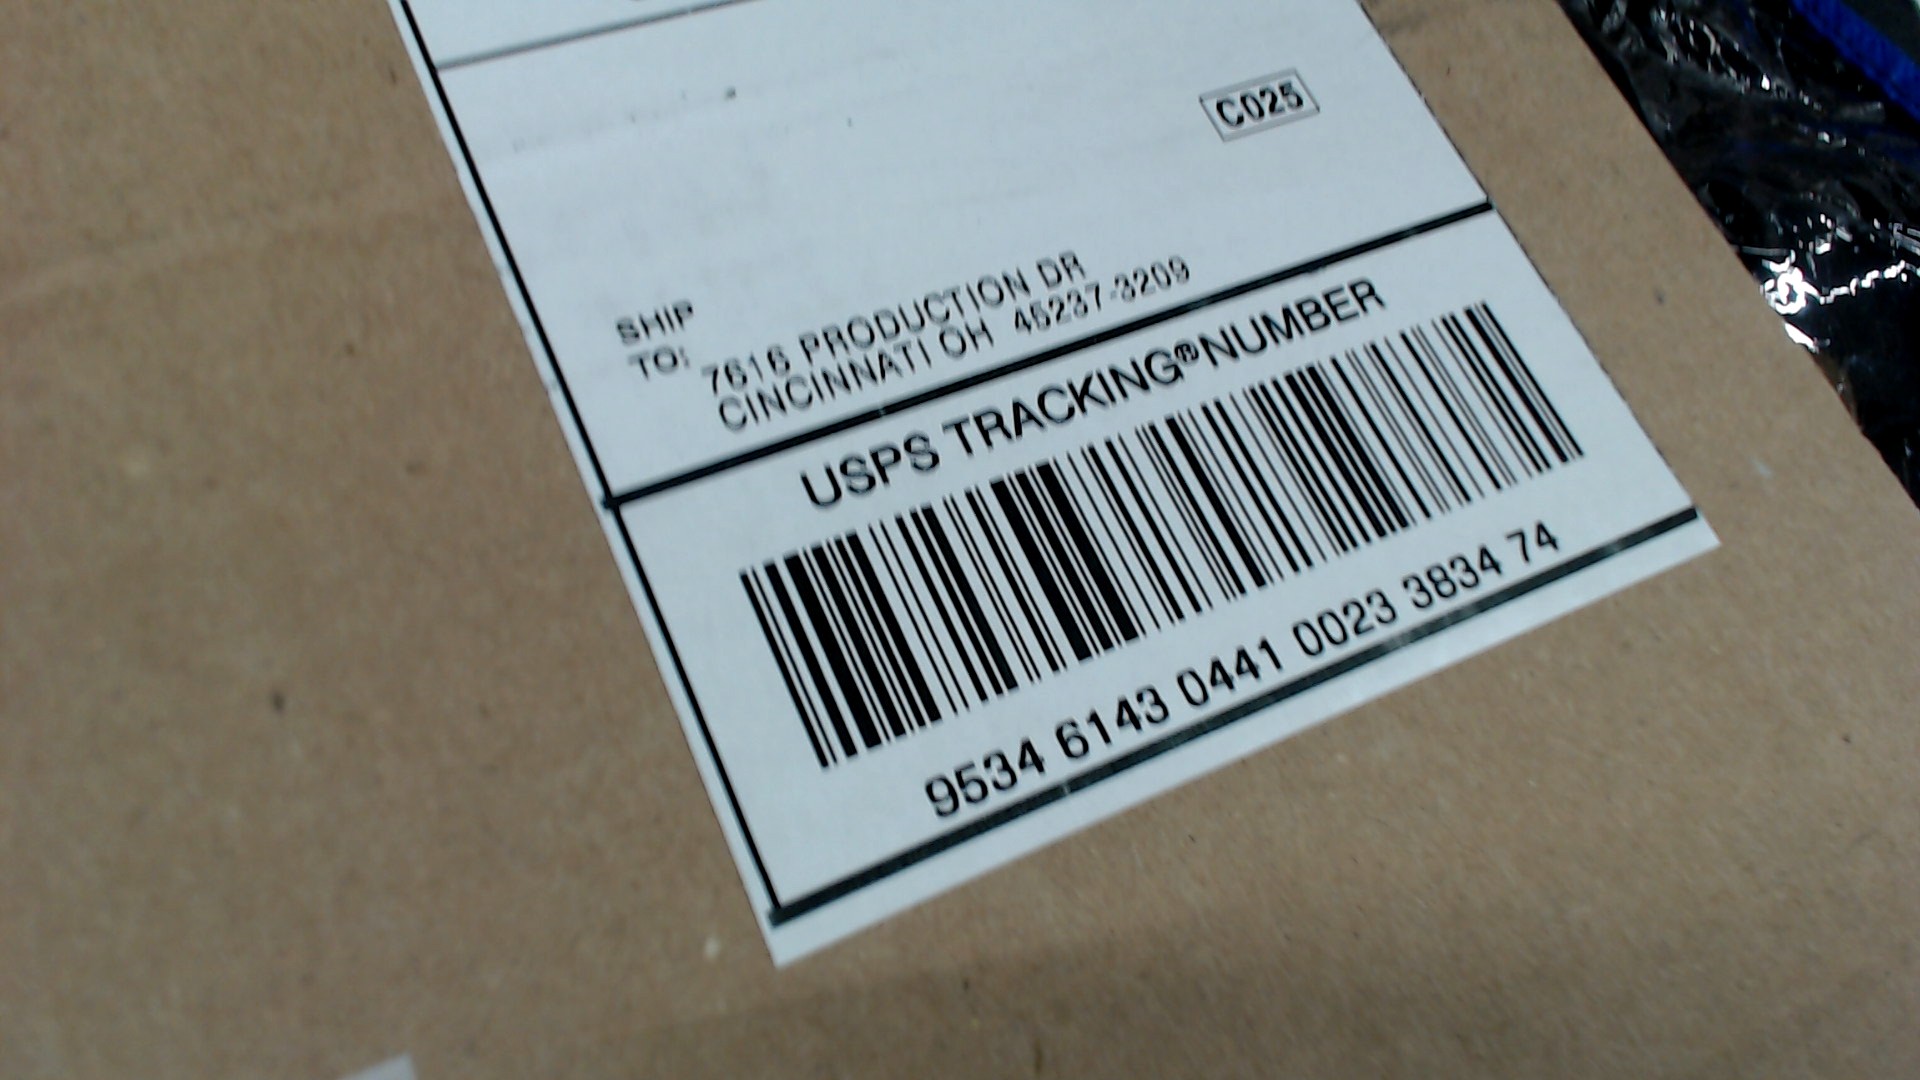 C025
SHIP
TO:
7616 PRODUCTION DR
CINCINNATI OH 45237-3209
USPS TRACKING® NUMBER
9534 6143 0441 0023 3834 74